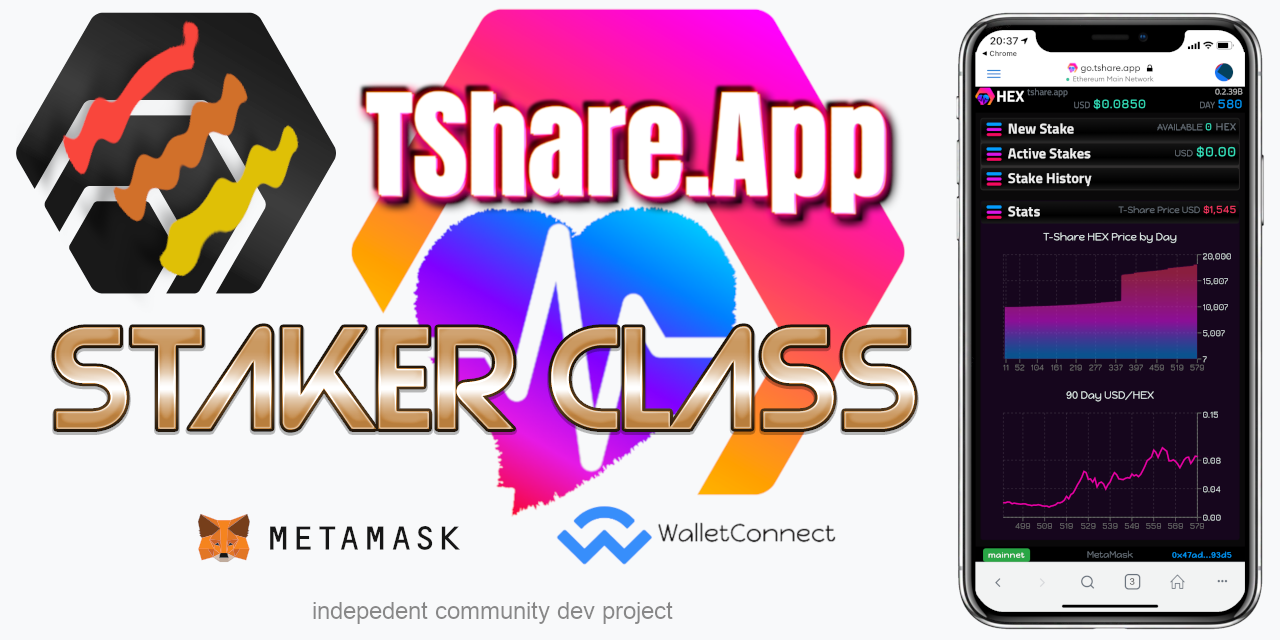 TShare.App
STAKER CLASS
METAMASK
WalletConnect
indepedent community dev project
20:37
Chrome
go.tshare.app
Ethereum Main Network
HEX tshare.app
0.2.39B
USD $0.0850
DAY 580
New Stake AVAILABLE 0 HEX
Active Stakes USD $0.00
Stake History
Stats T-Share Price USD $1,545
T-Share HEX Price by Day
20,000
15,007
10,007
5,007
7
11 52 104 161 219 277 337 397 459 519 579
90 Day USD/HEX
0.15
0.08
0.04
0.00
499 509 519 529 539 549 559 569 579
mainnet MetaMask 0x47ad...93d5
3